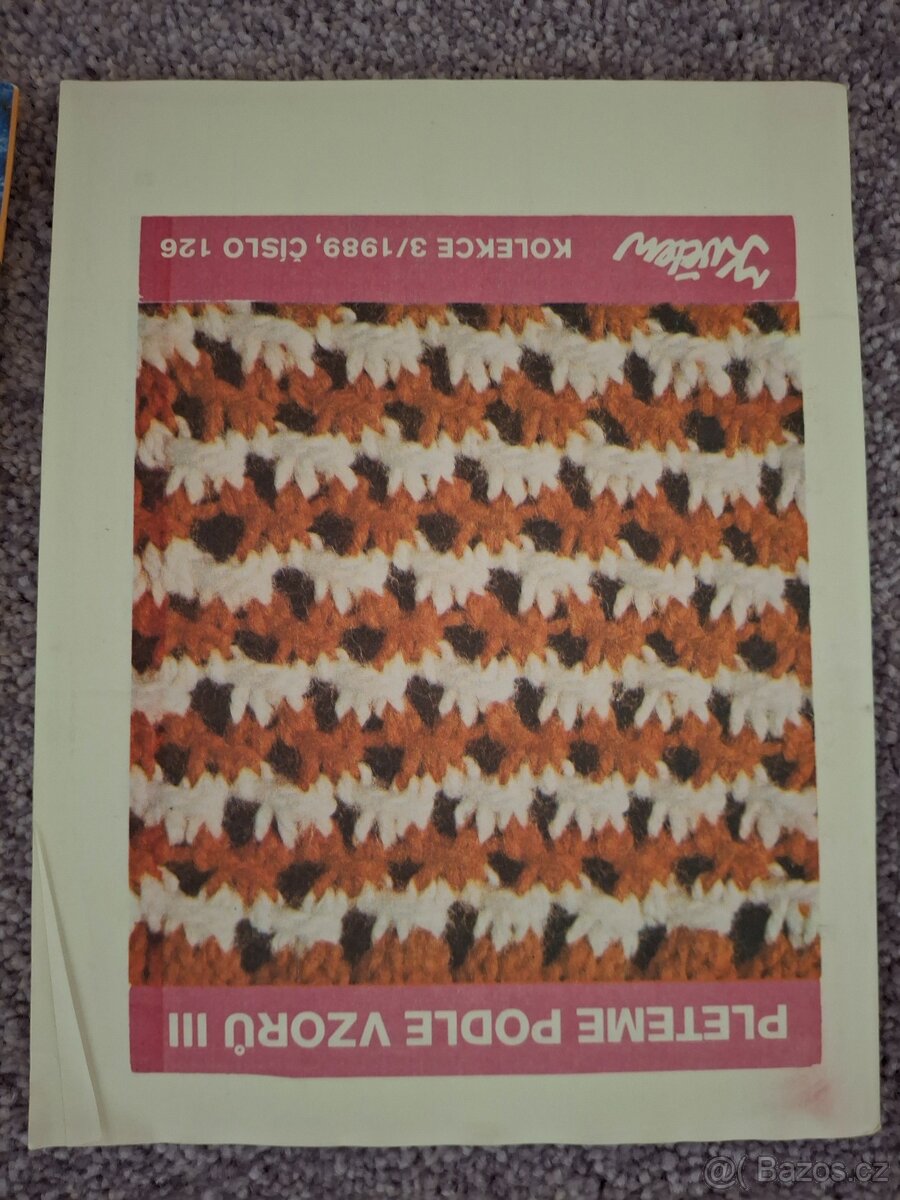 PLETEME PODLE VZORŮ III
Květen
KOLEKCE 3/1989, ČÍSLO 126
@( Bazos.cz